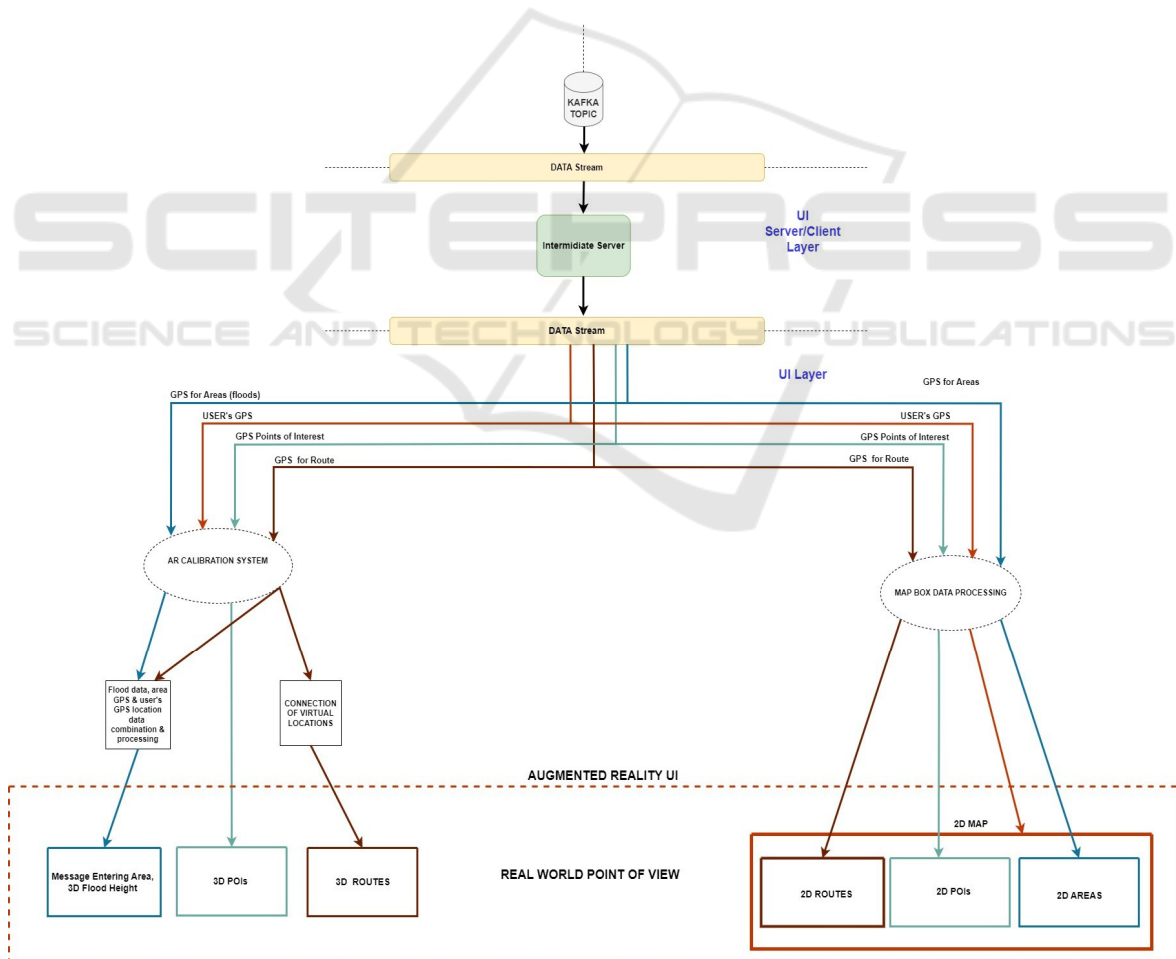 KAFKA
TOPIC
DATA Stream
SCITEPRESS
UI
Server/Client
Layer
Intermidiate Server
SCIENCE AND TECHNOLOGY PUBLICATIONS
DATA Stream
UI Layer
GPS for Areas
GPS for Areas (floods)
USER's GPS
USER's GPS
GPS Points of Interest
GPS Points of Interest
GPS for Route
GPS for Route
AR CALIBRATION SYSTEM
MAP BOX DATA PROCESSING
Flood data, area
GPS & user's
GPS location
data
combination &
processing
CONNECTION
OF VIRTUAL
LOCATIONS
AUGMENTED REALITY UI
2D MAP
Message Entering Area,
3D Flood Height
3D POIs
3D ROUTES
REAL WORLD POINT OF VIEW
2D ROUTES
2D POIs
2D AREAS